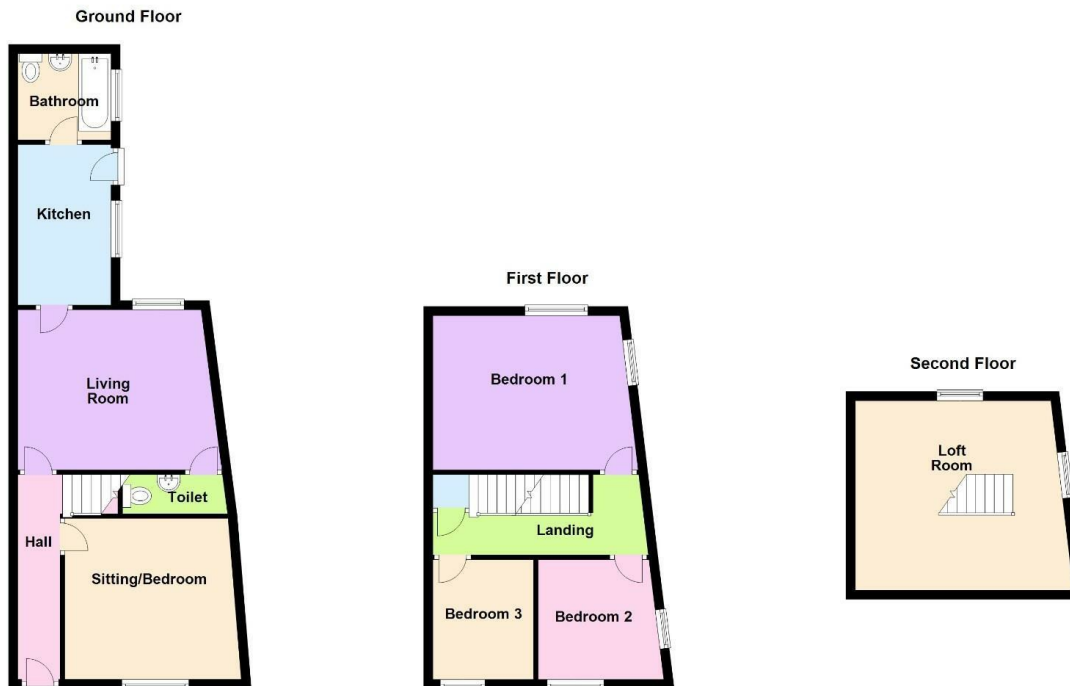 Ground Floor
Bathroom
Kitchen
Living
Room
Toilet
Hall
Sitting/Bedroom
First Floor
Bedroom 1
Landing
Bedroom 3
Bedroom 2
Second Floor
Loft
Room